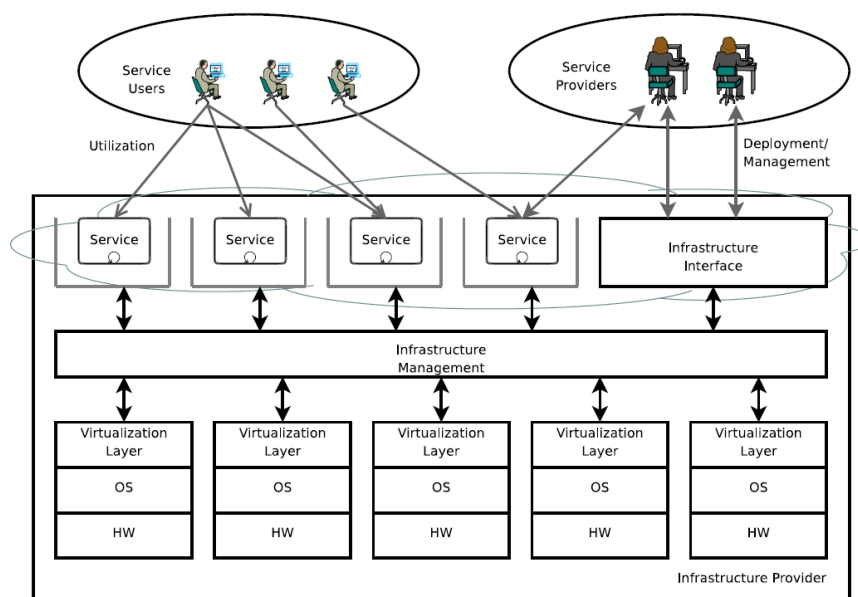 Service
Users
Service
Providers
Utilization
Deployment/
Management
Service
Service
Service
Service
Infrastructure
Interface
Infrastructure
Management
Virtualization
Layer
Virtualization
Layer
Virtualization
Layer
Virtualization
Layer
Virtualization
Layer
OS
OS
OS
OS
OS
HW
HW
HW
HW
HW
Infrastructure Provider